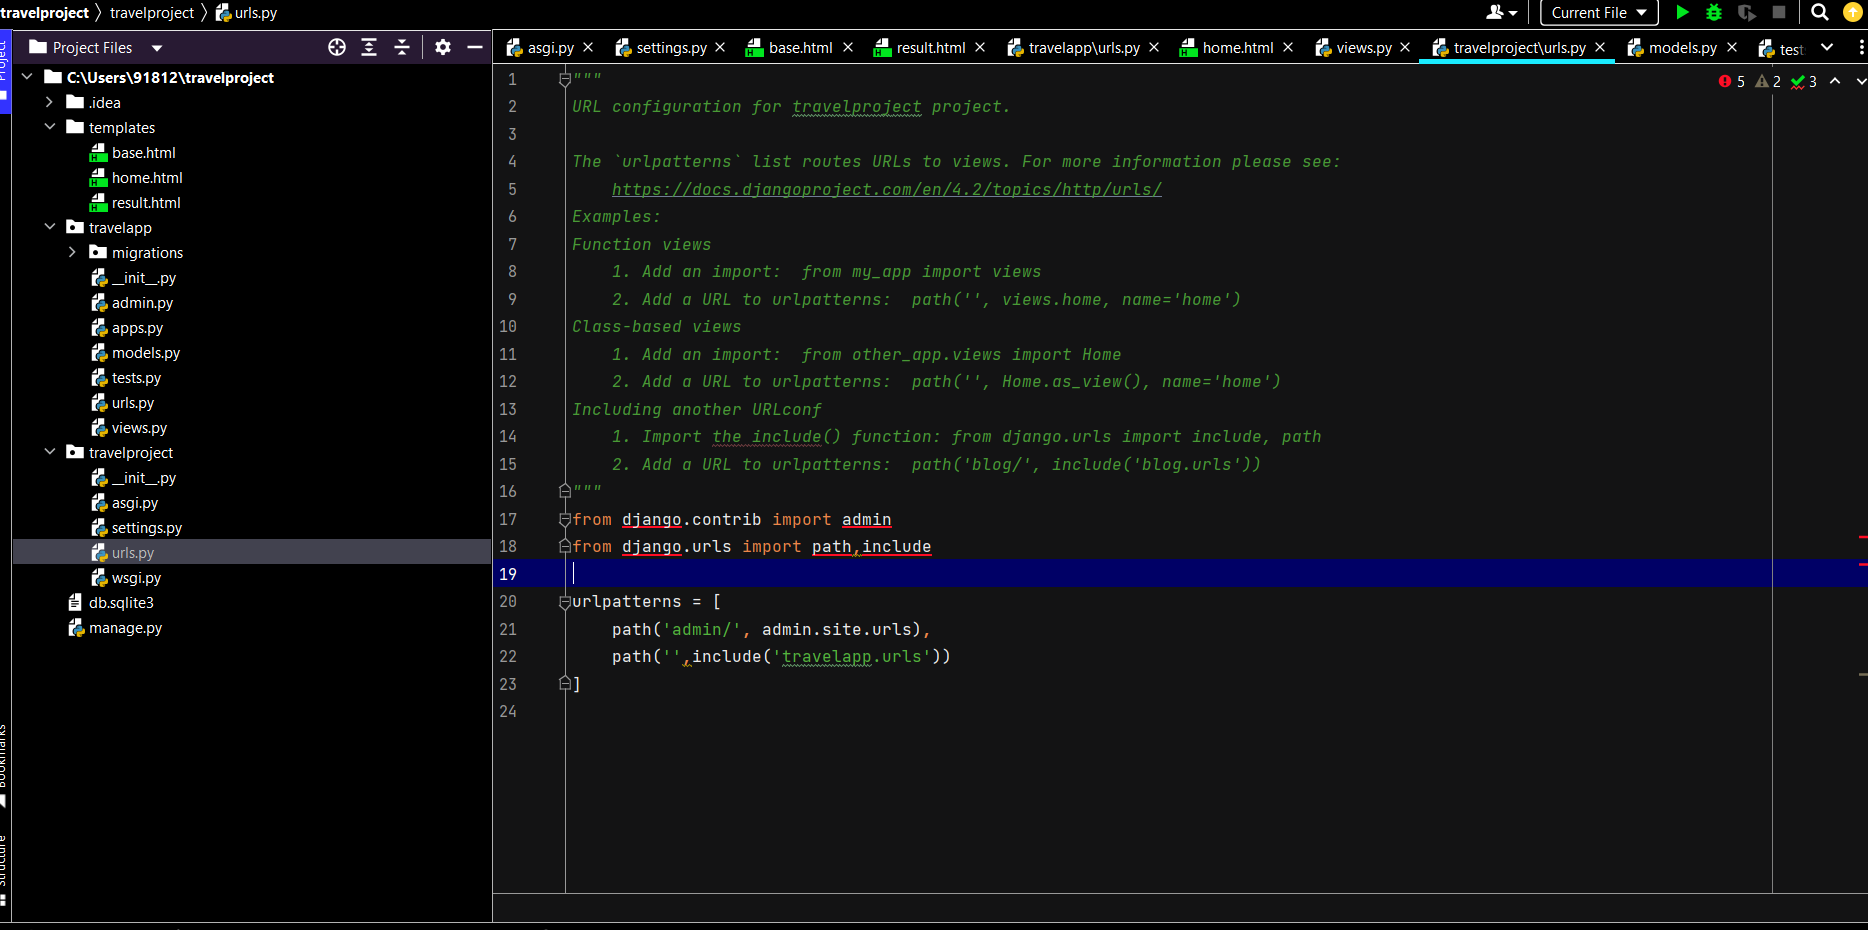 travelproject travelproject urls.py
Current File
Project
Project Files
asgi.py
settings.py
base.html
result.html
travelapp\urls.py
home.html
views.py
travelproject\urls.py
models.py
test
C:\Users\91812\travelproject
.idea
templates
base.html
home.html
result.html
travelapp
migrations
__init__.py
admin.py
apps.py
models.py
tests.py
urls.py
views.py
travelproject
__init__.py
asgi.py
settings.py
urls.py
wsgi.py
db.sqlite3
manage.py
Bookmarks
Structure
5 2 3
1 """
2 URL configuration for travelproject project.
3
4 The `urlpatterns` list routes URLs to views. For more information please see:
5 https://docs.djangoproject.com/en/4.2/topics/http/urls/
6 Examples:
7 Function views
8 1. Add an import:  from my_app import views
9 2. Add a URL to urlpatterns:  path('', views.home, name='home')
10 Class-based views
11 1. Add an import:  from other_app.views import Home
12 2. Add a URL to urlpatterns:  path('', Home.as_view(), name='home')
13 Including another URLconf
14 1. Import the include() function: from django.urls import include, path
15 2. Add a URL to urlpatterns:  path('blog/', include('blog.urls'))
16 """
17 from django.contrib import admin
18 from django.urls import path,include
19
20 urlpatterns = [
21 path('admin/', admin.site.urls),
22 path('',include('travelapp.urls'))
23 ]
24